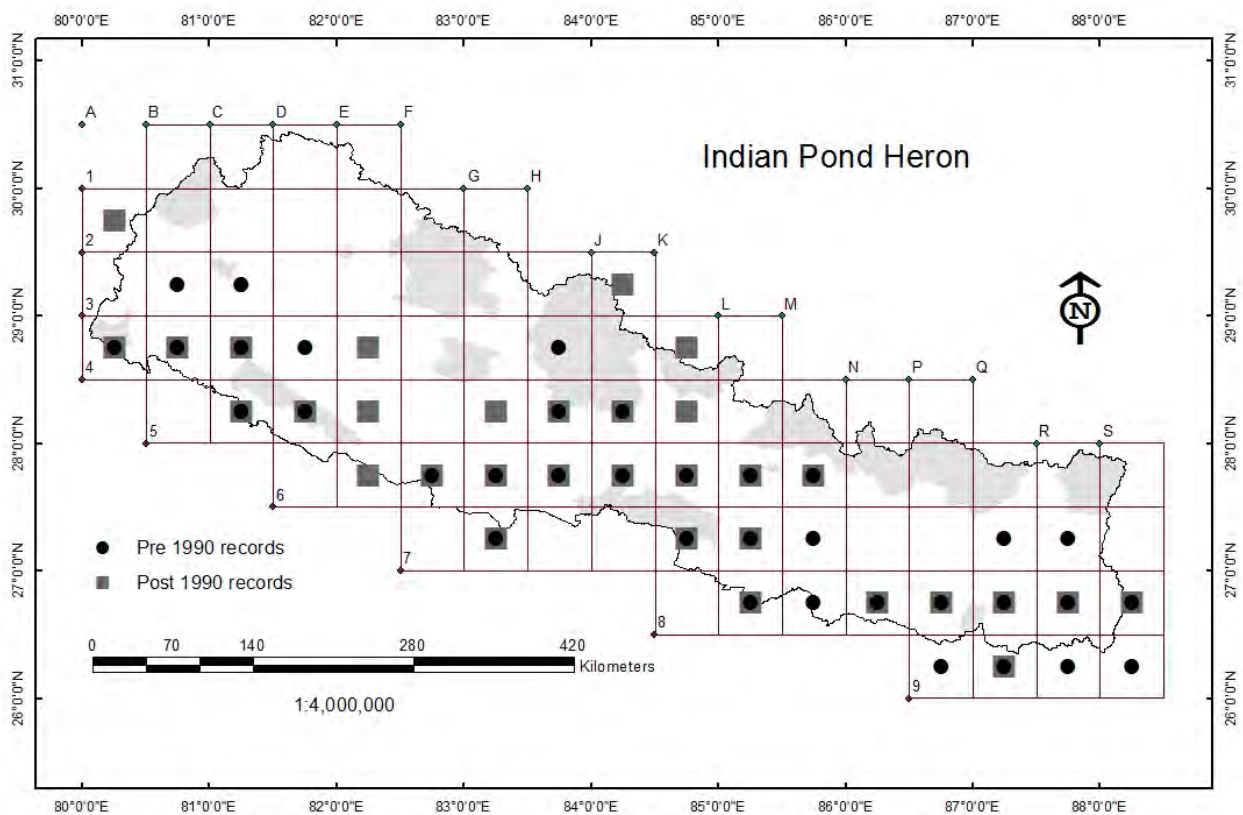 80°0'0"E 81°0'0"E 82°0'0"E 83°0'0"E 84°0'0"E 85°0'0"E 86°0'0"E 87°0'0"E 88°0'0"E
31°0'0"N 31°0'0"N
A B C D E F
Indian Pond Heron
30°0'0"N 1 G H 30°0'0"N
2 J K
29°0'0"N 3 L M N 29°0'0"N
4 N P Q
28°0'0"N 5 R S 28°0'0"N
6
Pre 1990 records
27°0'0"N 7 27°0'0"N
Post 1990 records
8
0 70 140 280 420
Kilometers
9
26°0'0"N 26°0'0"N
1:4,000,000
80°0'0"E 81°0'0"E 82°0'0"E 83°0'0"E 84°0'0"E 85°0'0"E 86°0'0"E 87°0'0"E 88°0'0"E